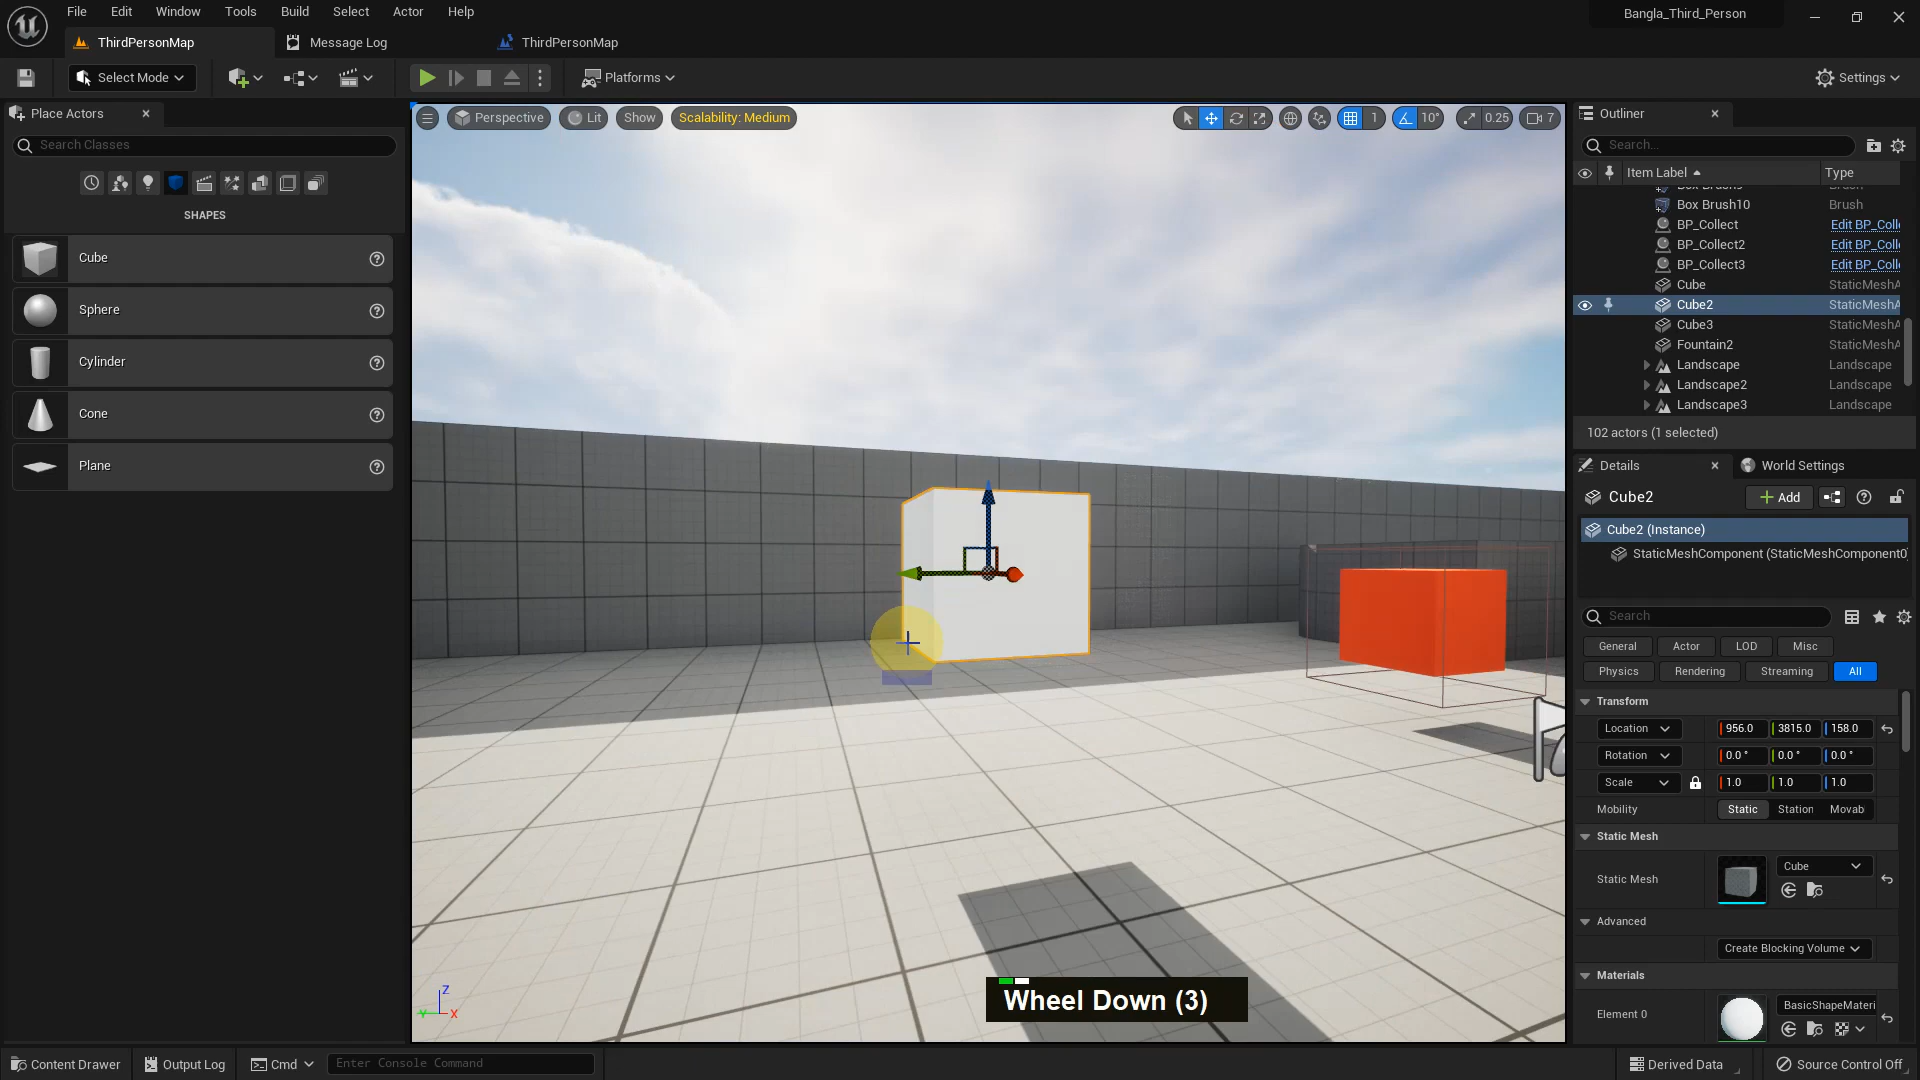 File Edit Window Tools Build Select Actor Help
Bangla_Third_Person
ThirdPersonMap
Message Log
ThirdPersonMap
Select Mode
Platforms
Settings
Place Actors
Search Classes
SHAPES
Cube
Sphere
Cylinder
Cone
Plane
Perspective
Lit
Show
Scalability: Medium
1
10°
0.25
7
Wheel Down (3)
Outliner
Search...
Item Label Type
Box Brush10 Brush
BP_Collect Edit BP_Coll
BP_Collect2 Edit BP_Coll
BP_Collect3 Edit BP_Coll
Cube StaticMeshA
Cube2 StaticMeshA
Cube3 StaticMeshA
Fountain2 StaticMeshA
Landscape Landscape
Landscape2 Landscape
Landscape3 Landscape
102 actors (1 selected)
Details
World Settings
Cube2
Add
Cube2 (Instance)
StaticMeshComponent (StaticMeshComponent0)
Search
General Actor LOD Misc
Physics Rendering Streaming All
Transform
Location 956.0 3815.0 158.0
Rotation 0.0° 0.0° 0.0°
Scale 1.0 1.0 1.0
Mobility Static Station Movab
Static Mesh
Static Mesh Cube
Advanced
Create Blocking Volume
Materials
Element 0 BasicShapeMateri
Z
Y X
Content Drawer
Output Log
Cmd
Enter Console Command
Derived Data
Source Control Off